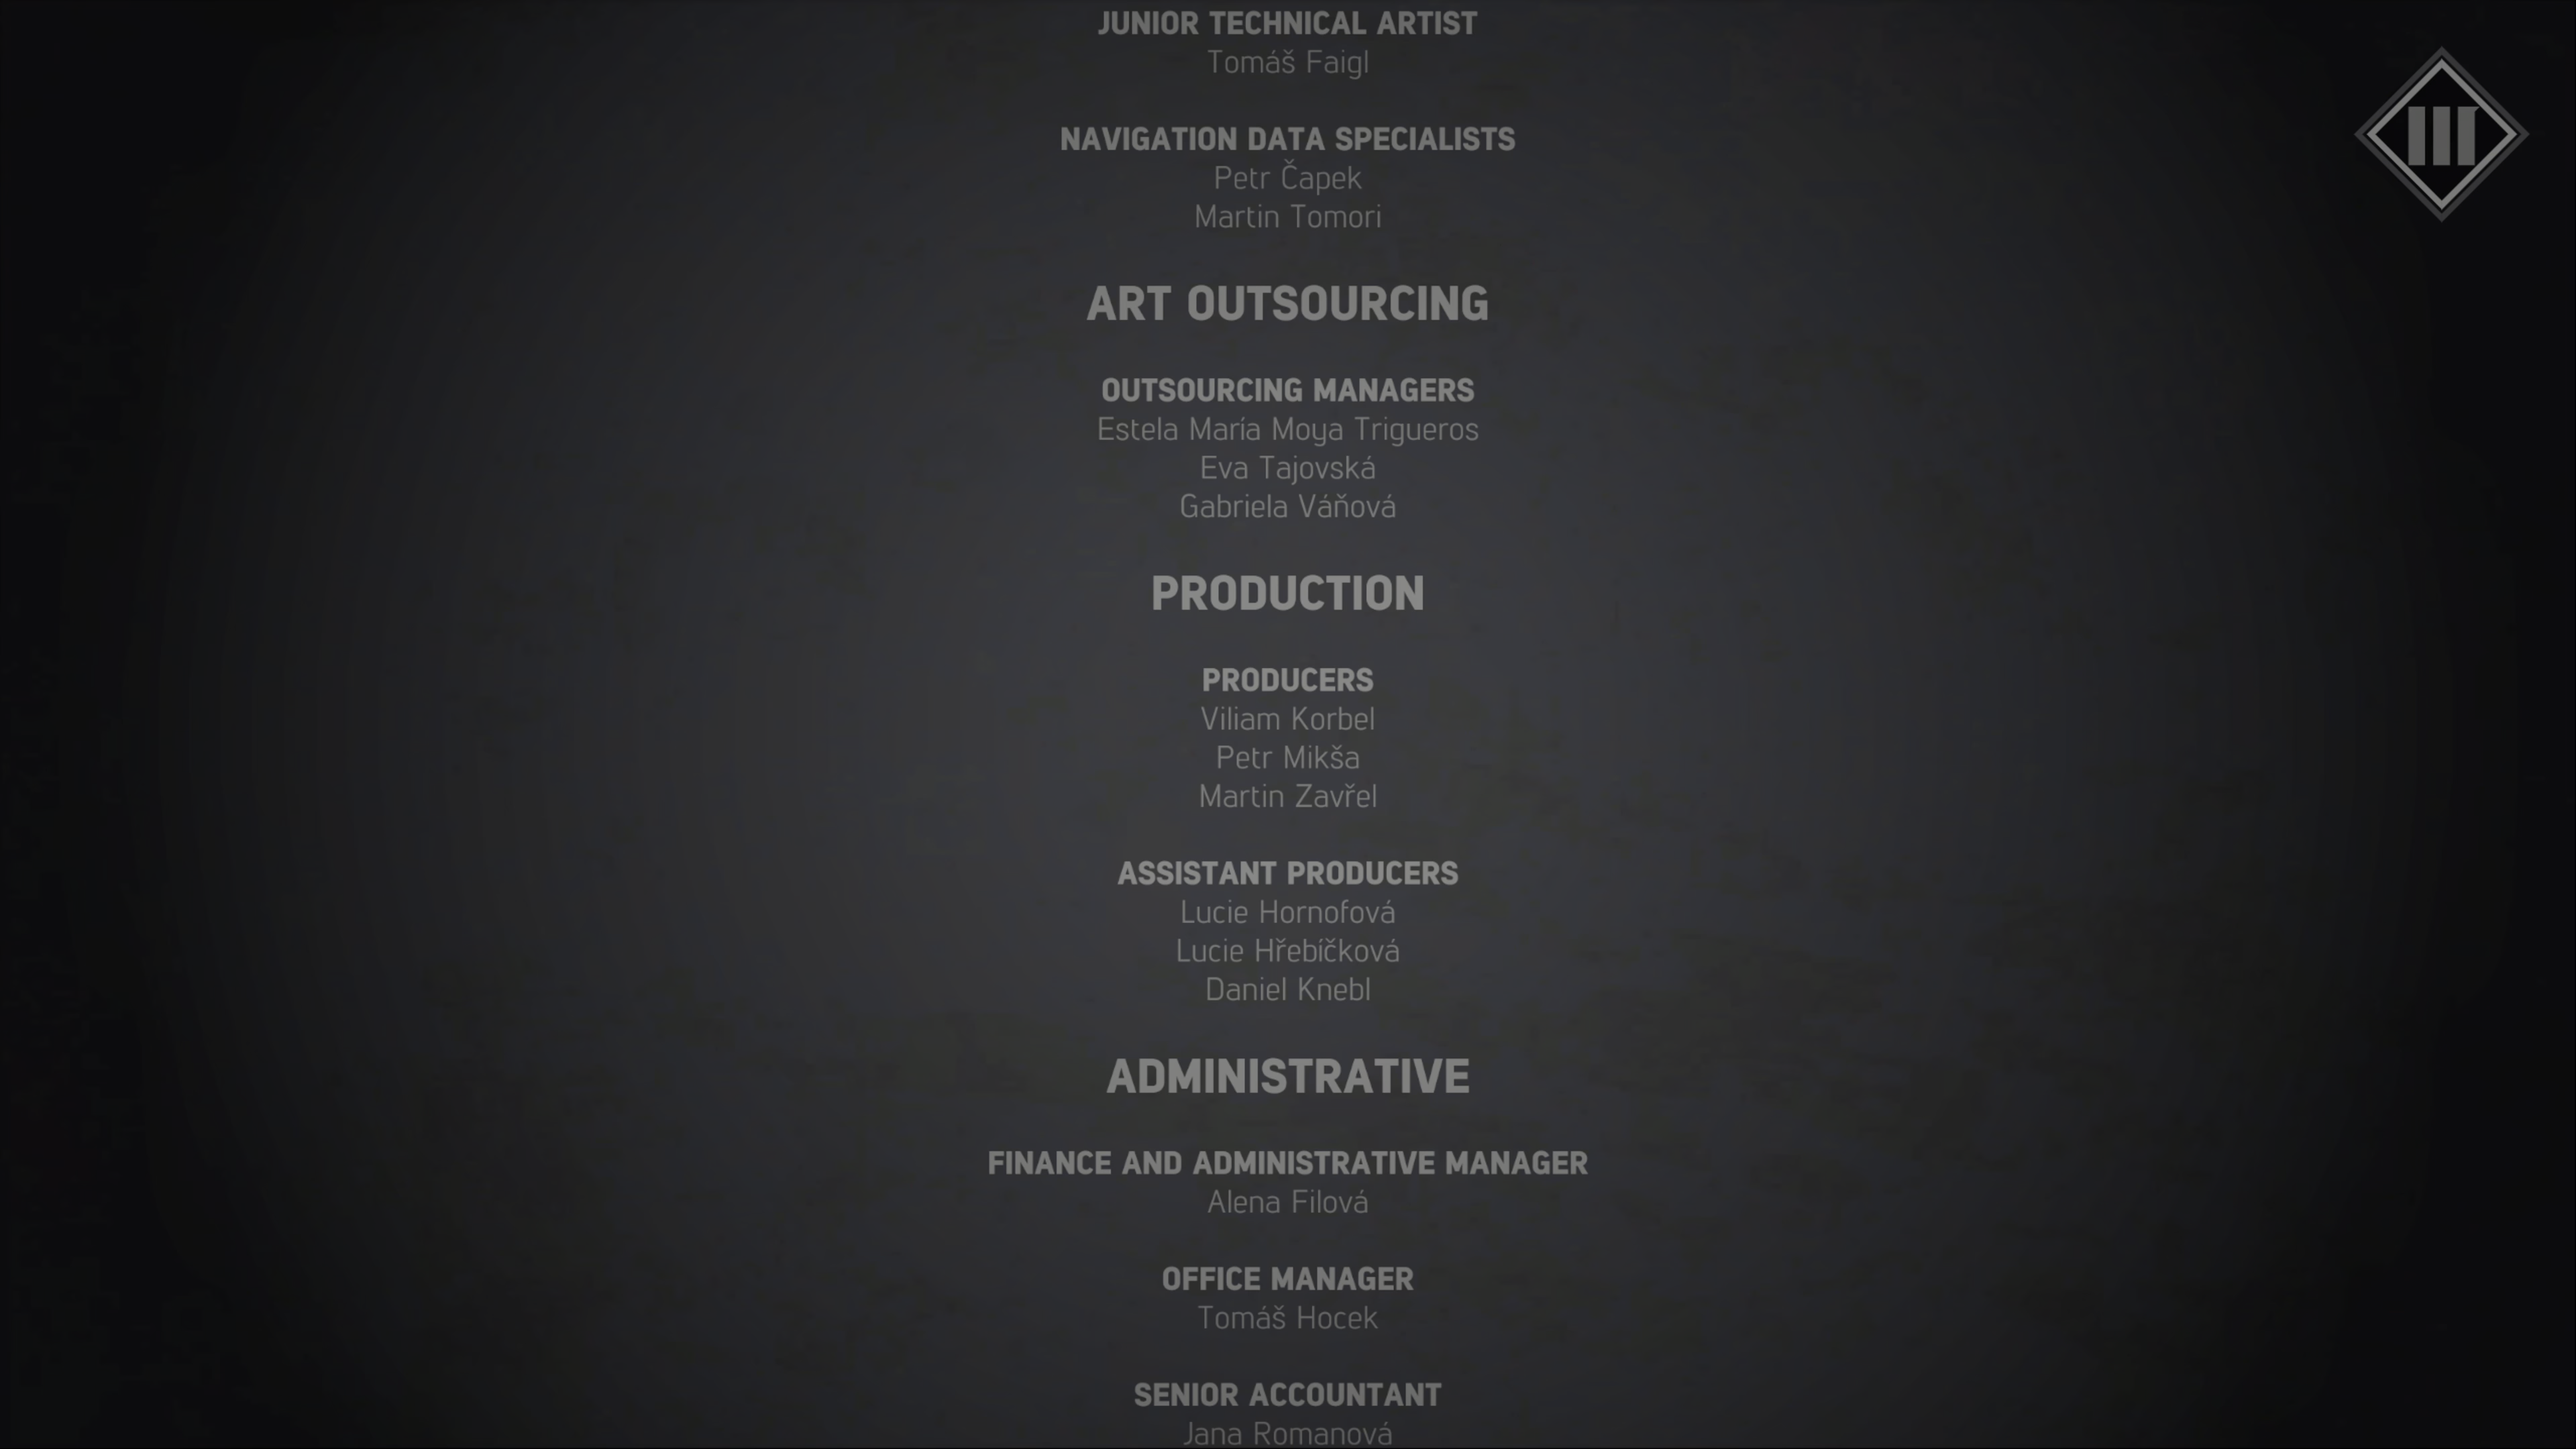 JUNIOR TECHNICAL ARTIST
Tomáš Faigl
NAVIGATION DATA SPECIALISTS
Petr Čapek
Martin Tomori
ART OUTSOURCING
OUTSOURCING MANAGERS
Estela María Moya Trigueros
Eva Tajovská
Gabriela Váňová
PRODUCTION
PRODUCERS
Viliam Korbel
Petr Mikša
Martin Zavřel
ASSISTANT PRODUCERS
Lucie Hornofová
Lucie Hřebíčková
Daniel Knebl
ADMINISTRATIVE
FINANCE AND ADMINISTRATIVE MANAGER
Alena Filová
OFFICE MANAGER
Tomáš Hocek
SENIOR ACCOUNTANT
Jana Romanová